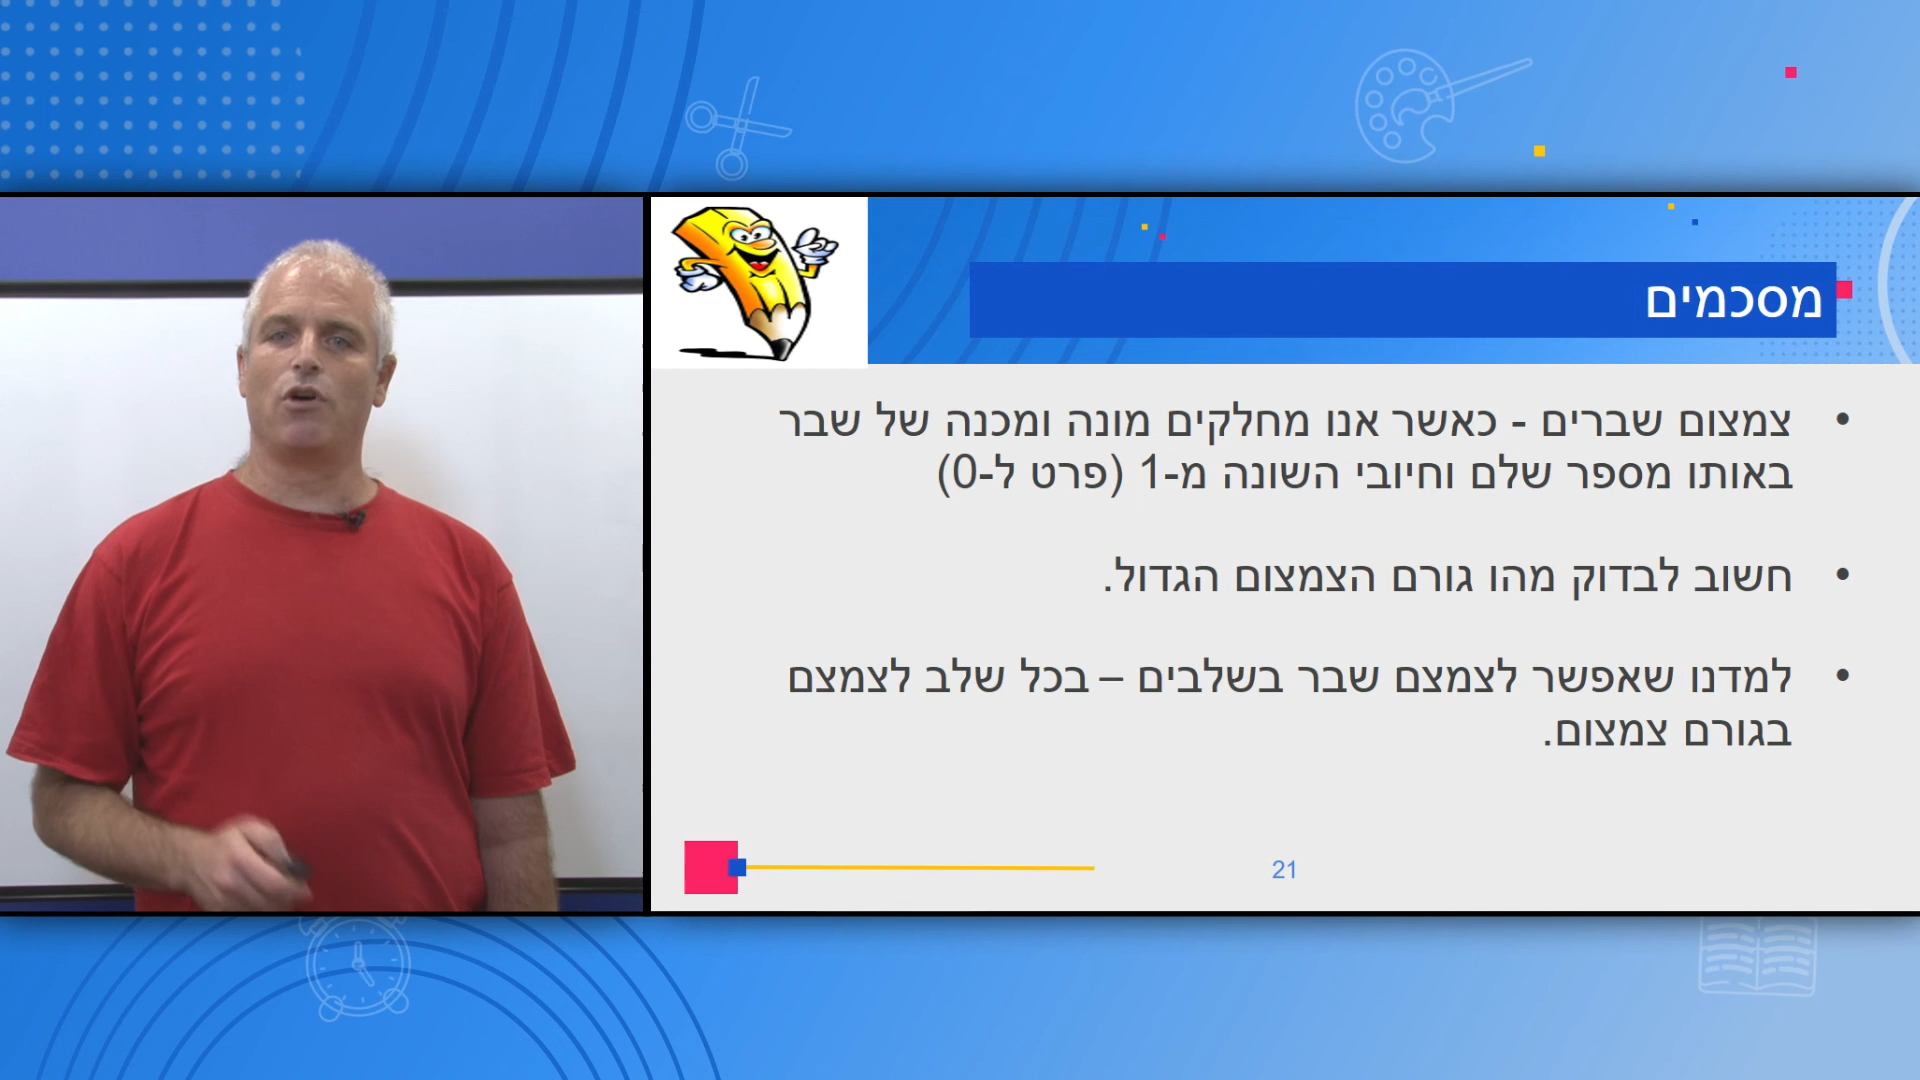 מסכמים
• צמצום שברים - כאשר אנו מחלקים מונה ומכנה של שבר
באותו מספר שלם וחיובי השונה מ-1 (פרט ל-0)
• חשוב לבדוק מהו גורם הצמצום הגדול.
• למדנו שאפשר לצמצם שבר בשלבים – בכל שלב לצמצם
בגורם צמצום.
21